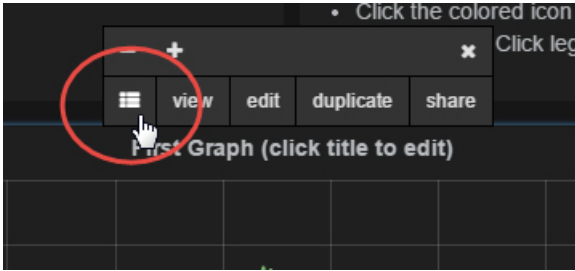 • Click the colored icon
Click leg
view edit duplicate share
First Graph (click title to edit)